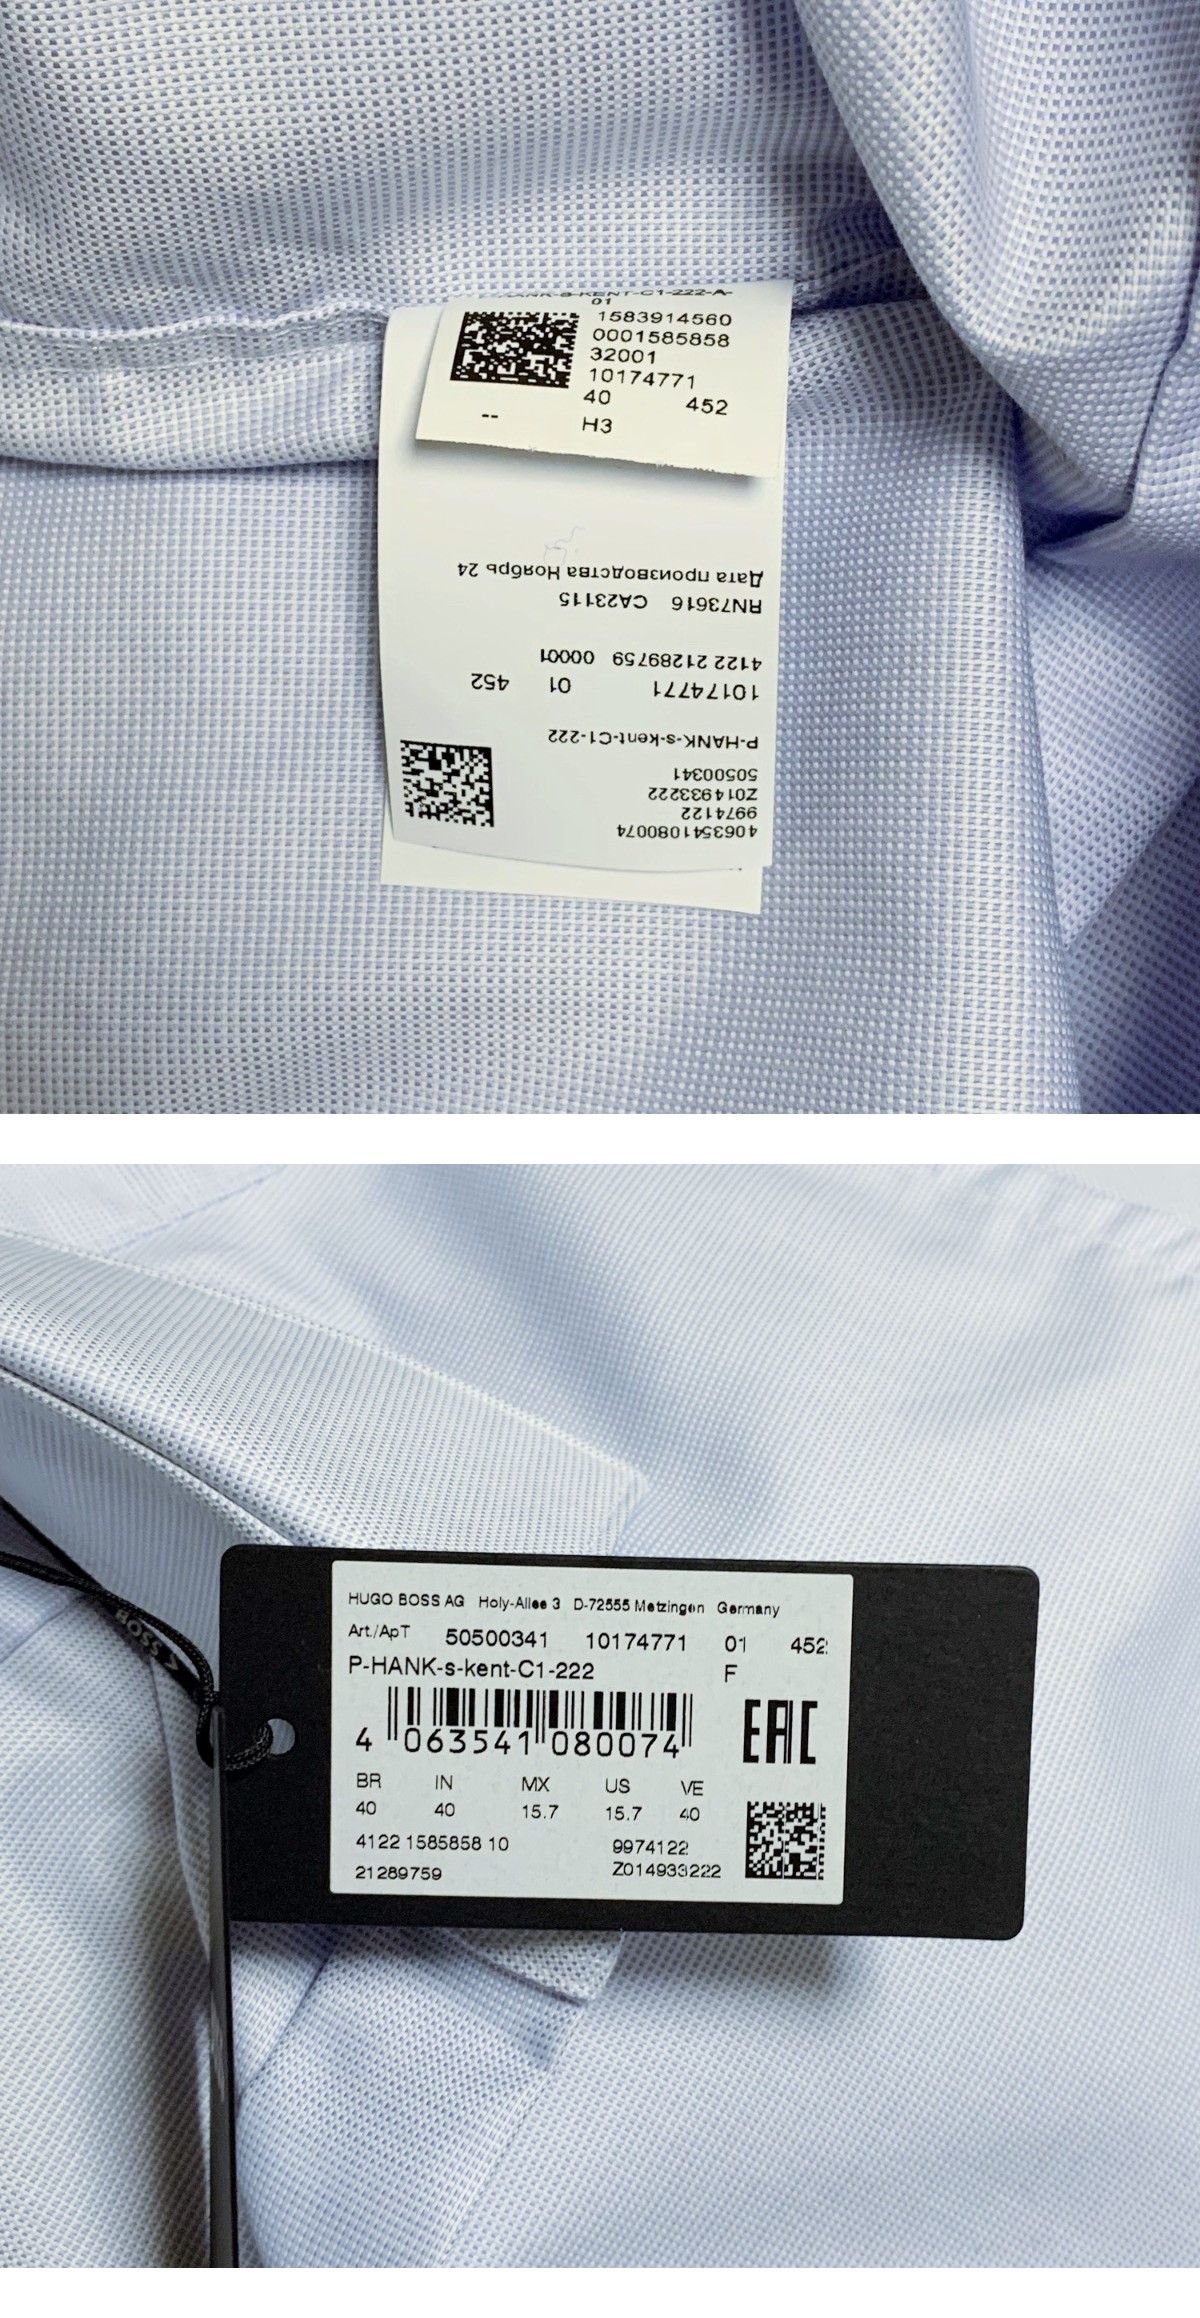 HANK-S-KENT-C1-222-A-
01
1583914560
0001585858
32001
10174771
40 452
-- H3
4063541080074
9974122
Z014933222
50500341
P-HANK-s-kent-C1-222
10174771 01 452
4122 21289759 00001
RN73616 CA23115
Дата производства Ноябрь 24
BOSS
HUGO BOSS AG Holy-Allee 3 D-72555 Metzingen Germany
Art./ApT 50500341 10174771 01 452
P-HANK-s-kent-C1-222 F
4 063541 080074
EAC
BR IN MX US VE
40 40 15.7 15.7 40
4122 1585858 10 9974122
21289759 Z014933222